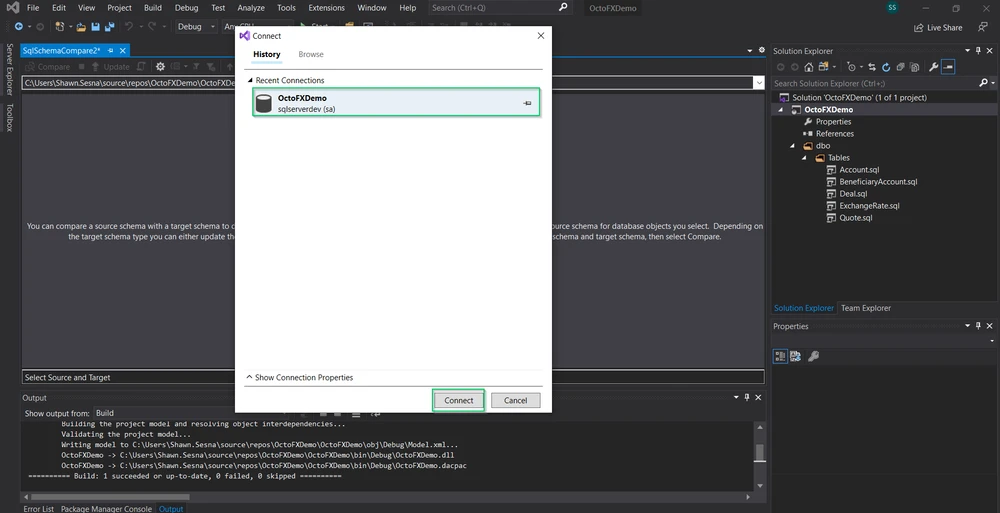 File Edit View Project Build Debug Test Analyze Tools Extensions Window Help Search (Ctrl+Q) OctoFXDemo SS
Debug Any CPU Start Live Share
Server Explorer
Toolbox
SqlSchemaCompare2*
Compare Update
C:\Users\Shawn.Sesna\source\repos\OctoFXDemo\OctoFXDe
You can compare a source schema with a target schema to
ource schema for database objects you select. Depending on
the target schema type you can either update the
schema and target schema, then select Compare.
Select Source and Target
Connect
History Browse
Recent Connections
OctoFXDemo
sqlserverdev (sa)
Show Connection Properties
Connect Cancel
Output
Show output from: Build
Building the project model and resolving object interdependencies...
Validating the project model...
Writing model to C:\Users\Shawn.Sesna\source\repos\OctoFXDemo\OctoFXDemo\obj\Debug\Model.xml...
OctoFXDemo -> C:\Users\Shawn.Sesna\source\repos\OctoFXDemo\OctoFXDemo\bin\Debug\OctoFXDemo.dll
OctoFXDemo -> C:\Users\Shawn.Sesna\source\repos\OctoFXDemo\OctoFXDemo\bin\Debug\OctoFXDemo.dacpac
========== Build: 1 succeeded or up-to-date, 0 failed, 0 skipped ==========
Error List Package Manager Console Output
Solution Explorer
Search Solution Explorer (Ctrl+;)
Solution 'OctoFXDemo' (1 of 1 project)
OctoFXDemo
Properties
References
dbo
Tables
Account.sql
BeneficiaryAccount.sql
Deal.sql
ExchangeRate.sql
Quote.sql
Solution Explorer Team Explorer
Properties